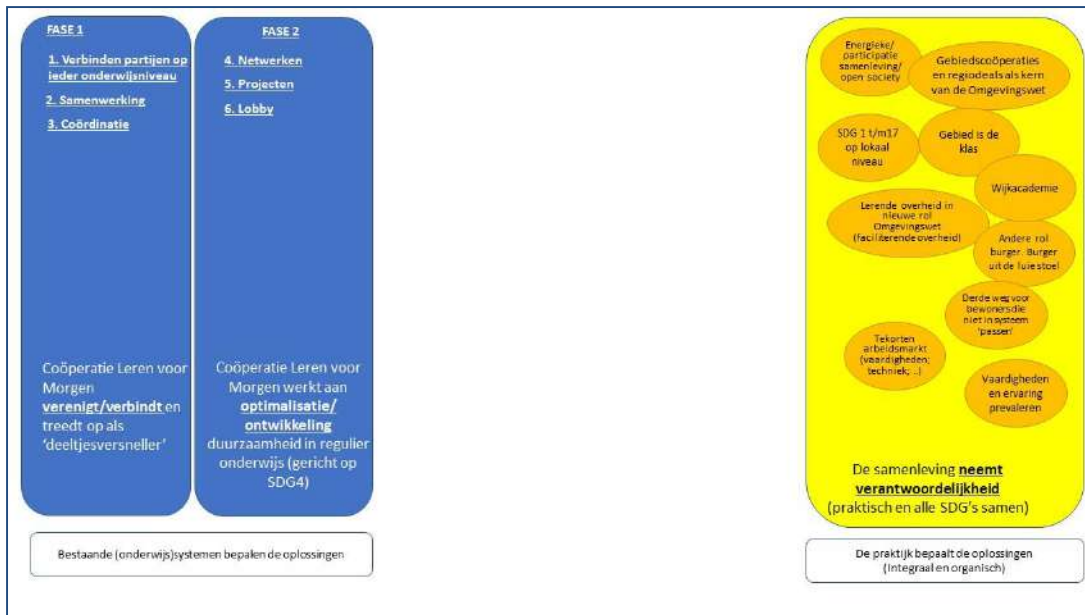 FASE 1
1. Verbinden partijen op
ieder onderwijsniveau
2. Samenwerking
3. Coördinatie
Coöperatie Leren voor
Morgen
verenigt/verbindt en
treedt op als
‘deeltjesversneller’
FASE 2
4. Netwerken
5. Projecten
6. Lobby
Coöperatie Leren voor
Morgen werkt aan
optimalisatie/
ontwikkeling
duurzaamheid in regulier
onderwijs (gericht op
SDG4)
Bestaande (onderwijs)systemen bepalen de oplossingen
Energieke/
participatie
samenleving/
open society
Gebiedscoöperaties
en regiodeals als kern
van de Omgevingswet
SDG 1 t/m17
op lokaal
niveau
Gebied is de
klas
Wijkacademie
Lerende overheid in
nieuwe rol
Omgevingswet
(faciliterende overheid)
Andere rol
burger. Burger
uit de luie stoel
Derde weg voor
bewoners die
niet in systeem
‘passen’
Tekorten
arbeidsmarkt
(vaardigheden;
techniek; ..)
Vaardigheden
en ervaring
prevaleren
De samenleving neemt
verantwoordelijkheid
(praktisch en alle SDG’s samen)
De praktijk bepaalt de oplossingen
(Integraal en organisch)